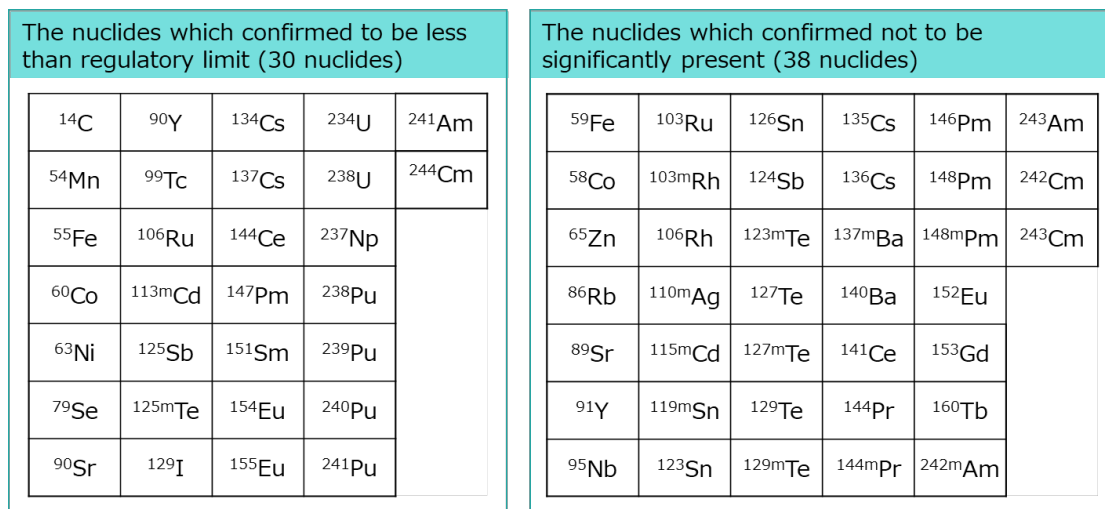 The nuclides which confirmed to be less
than regulatory limit (30 nuclides)
¹⁴C ⁹⁰Y ¹³⁴Cs ²³⁴U ²⁴¹Am
⁵⁴Mn ⁹⁹Tc ¹³⁷Cs ²³⁸U ²⁴⁴Cm
⁵⁵Fe ¹⁰⁶Ru ¹⁴⁴Ce ²³⁷Np
⁶⁰Co ¹¹³ᵐCd ¹⁴⁷Pm ²³⁸Pu
⁶³Ni ¹²⁵Sb ¹⁵¹Sm ²³⁹Pu
⁷⁹Se ¹²⁵ᵐTe ¹⁵⁴Eu ²⁴⁰Pu
⁹⁰Sr ¹²⁹I ¹⁵⁵Eu ²⁴¹Pu
The nuclides which confirmed not to be
significantly present (38 nuclides)
⁵⁹Fe ¹⁰³Ru ¹²⁶Sn ¹³⁵Cs ¹⁴⁶Pm ²⁴³Am
⁵⁸Co ¹⁰³ᵐRh ¹²⁴Sb ¹³⁶Cs ¹⁴⁸Pm ²⁴²Cm
⁶⁵Zn ¹⁰⁶Rh ¹²³ᵐTe ¹³⁷ᵐBa ¹⁴⁸ᵐPm ²⁴³Cm
⁸⁶Rb ¹¹⁰ᵐAg ¹²⁷Te ¹⁴⁰Ba ¹⁵²Eu
⁸⁹Sr ¹¹⁵ᵐCd ¹²⁷ᵐTe ¹⁴¹Ce ¹⁵³Gd
⁹¹Y ¹¹⁹ᵐSn ¹²⁹Te ¹⁴⁴Pr ¹⁶⁰Tb
⁹⁵Nb ¹²³Sn ¹²⁹ᵐTe ¹⁴⁴ᵐPr ²⁴²ᵐAm